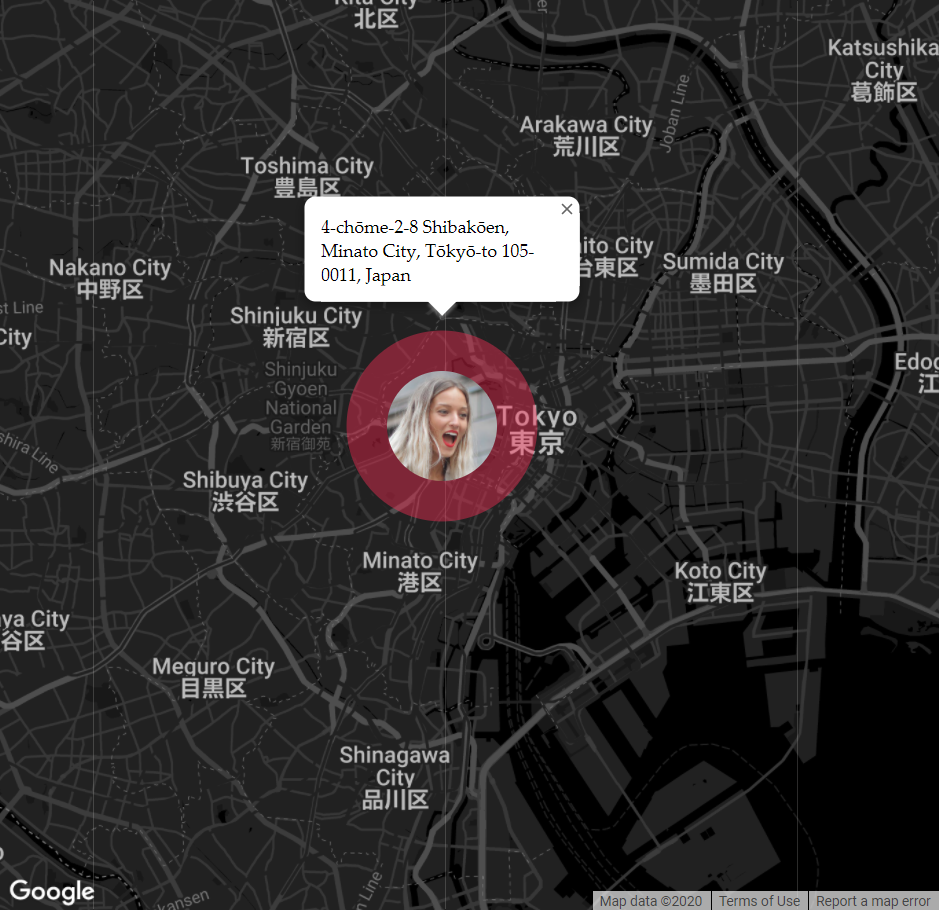 Kita City
北区
Katsushika
City
葛飾区
Joban Line
Arakawa City
荒川区
Toshima City
豊島区
4-chōme-2-8 Shibakōen,
Minato City, Tōkyō-to 105-
0011, Japan
ito City
台東区
Sumida City
墨田区
Nakano City
中野区
st Line
City
Shinjuku City
新宿区
Shinjuku
Gyoen
National
Garden
新宿御苑
Edog
江
Tokyo
東京
shira Line
Shibuya City
渋谷区
Minato City
港区
Koto City
江東区
ya City
谷区
Meguro City
目黒区
Shinagawa
City
品川区
Google
kansen
Line
Map data ©2020
Terms of Use
Report a map error